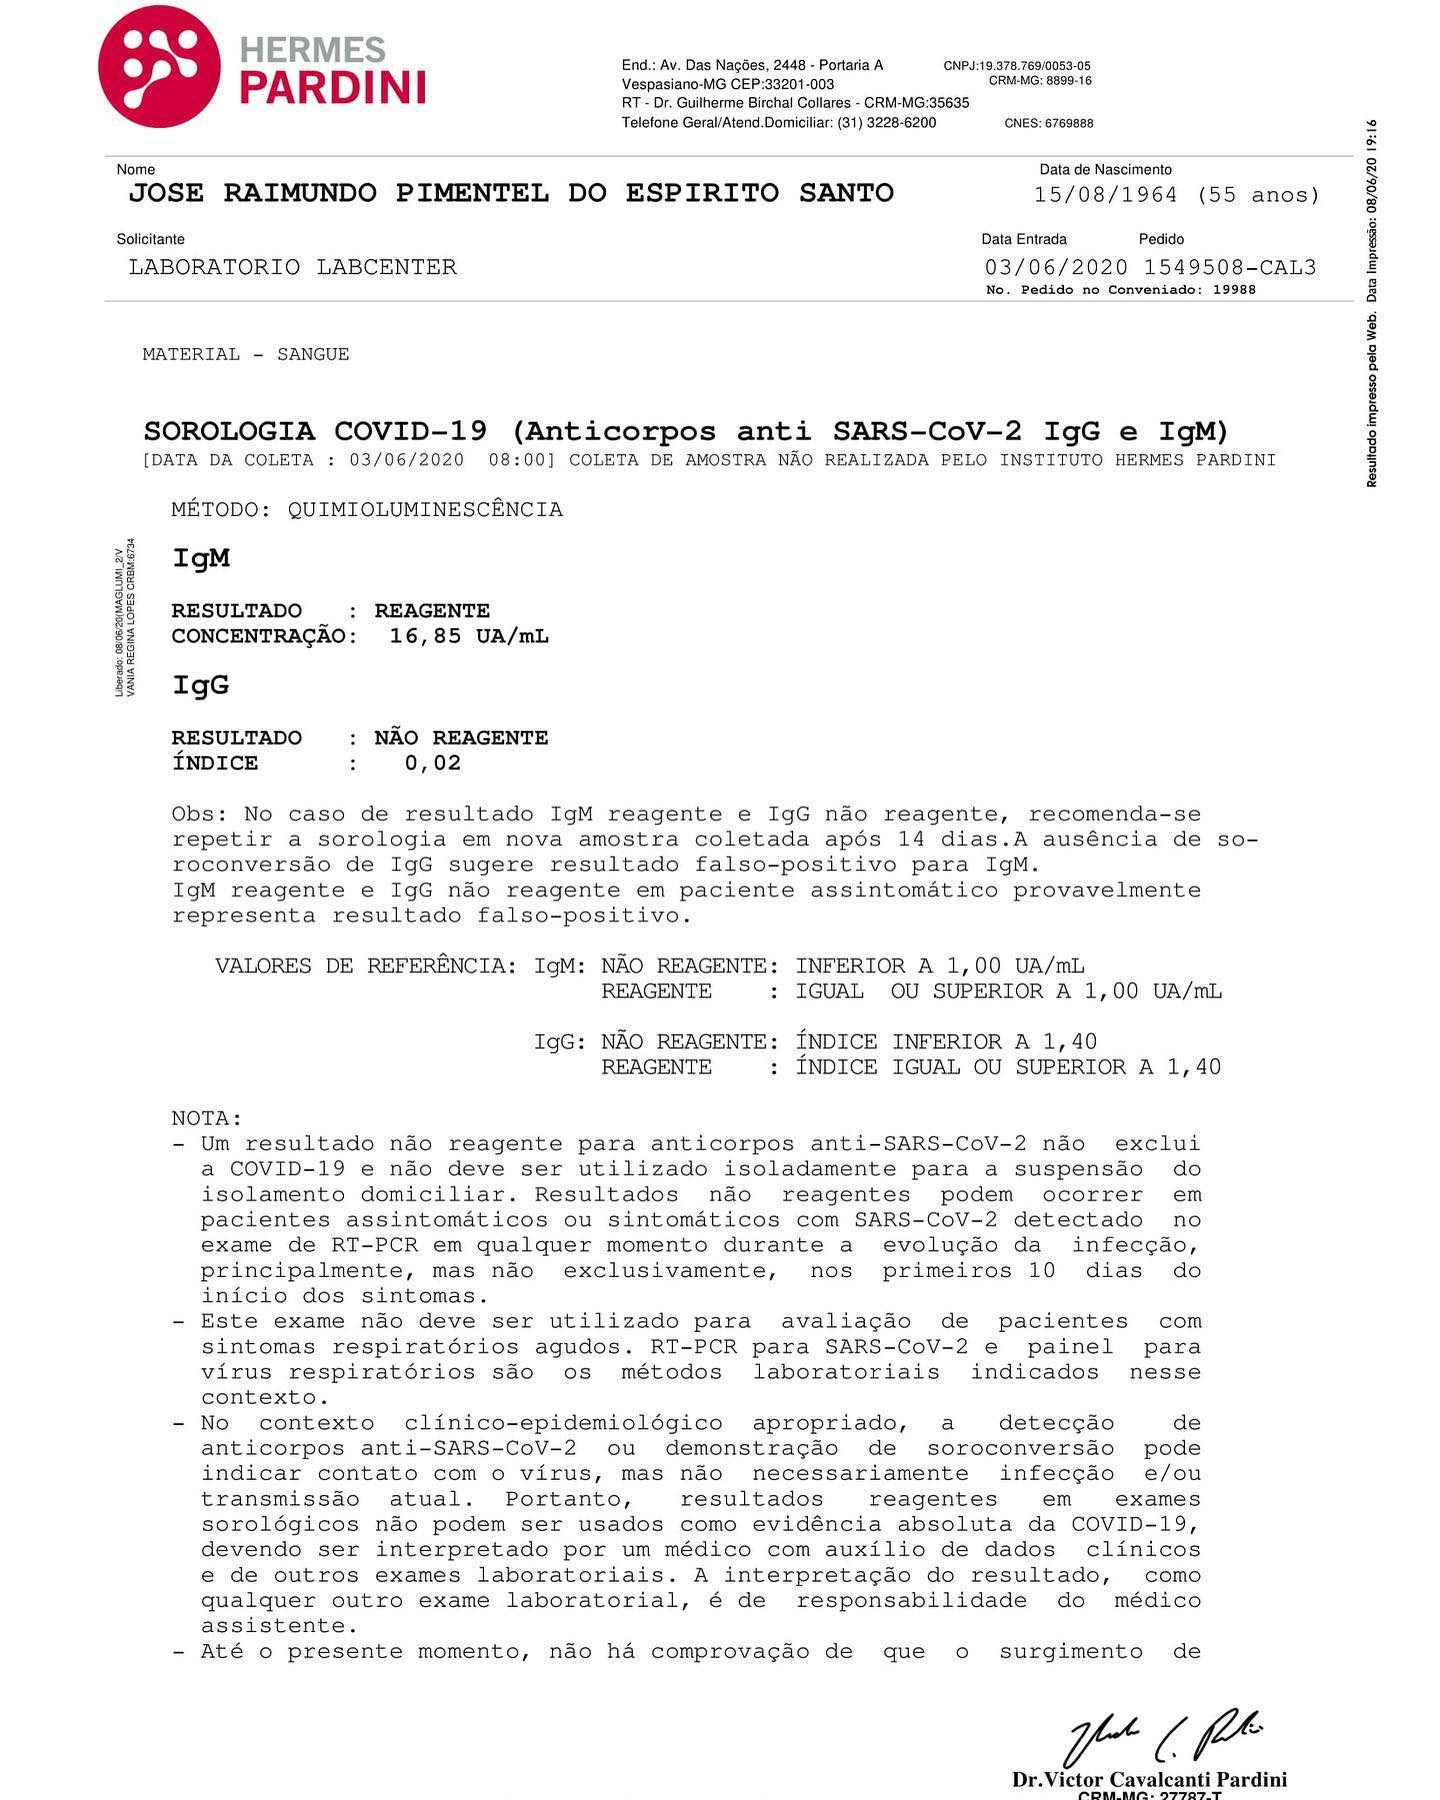 HERMES
PARDINI
End.: Av. Das Nações, 2448 - Portaria A CNPJ:19.378.769/0053-05
Vespasiano-MG CEP:33201-003 CRM-MG: 8899-16
RT - Dr. Guilherme Birchal Collares - CRM-MG:35635
Telefone Geral/Atend.Domiciliar: (31) 3228-6200 CNES: 6769888
Nome Data de Nascimento
JOSE RAIMUNDO PIMENTEL DO ESPIRITO SANTO 15/08/1964 (55 anos)
Solicitante Data Entrada Pedido
LABORATORIO LABCENTER 03/06/2020 1549508-CAL3
No. Pedido no Conveniado: 19988
Resultado impresso pela Web. Data Impressão: 08/06/20 19:16
MATERIAL - SANGUE
SOROLOGIA COVID-19 (Anticorpos anti SARS-CoV-2 IgG e IgM)
[DATA DA COLETA : 03/06/2020 08:00] COLETA DE AMOSTRA NÃO REALIZADA PELO INSTITUTO HERMES PARDINI
MÉTODO: QUIMIOLUMINESCÊNCIA
Liberado: 08/06/20(MAGLUMI_2/V
VANIA REGINA LOPES CRBM:6734
IgM
RESULTADO : REAGENTE
CONCENTRAÇÃO: 16,85 UA/mL
IgG
RESULTADO : NÃO REAGENTE
ÍNDICE : 0,02
Obs: No caso de resultado IgM reagente e IgG não reagente, recomenda-se
repetir a sorologia em nova amostra coletada após 14 dias.A ausência de so-
roconversão de IgG sugere resultado falso-positivo para IgM.
IgM reagente e IgG não reagente em paciente assintomático provavelmente
representa resultado falso-positivo.
VALORES DE REFERÊNCIA: IgM: NÃO REAGENTE: INFERIOR A 1,00 UA/mL
REAGENTE : IGUAL OU SUPERIOR A 1,00 UA/mL
IgG: NÃO REAGENTE: ÍNDICE INFERIOR A 1,40
REAGENTE : ÍNDICE IGUAL OU SUPERIOR A 1,40
NOTA:
- Um resultado não reagente para anticorpos anti-SARS-CoV-2 não exclui
a COVID-19 e não deve ser utilizado isoladamente para a suspensão do
isolamento domiciliar. Resultados não reagentes podem ocorrer em
pacientes assintomáticos ou sintomáticos com SARS-CoV-2 detectado no
exame de RT-PCR em qualquer momento durante a evolução da infecção,
principalmente, mas não exclusivamente, nos primeiros 10 dias do
início dos sintomas.
- Este exame não deve ser utilizado para avaliação de pacientes com
sintomas respiratórios agudos. RT-PCR para SARS-CoV-2 e painel para
vírus respiratórios são os métodos laboratoriais indicados nesse
contexto.
- No contexto clínico-epidemiológico apropriado, a detecção de
anticorpos anti-SARS-CoV-2 ou demonstração de soroconversão pode
indicar contato com o vírus, mas não necessariamente infecção e/ou
transmissão atual. Portanto, resultados reagentes em exames
sorológicos não podem ser usados como evidência absoluta da COVID-19,
devendo ser interpretado por um médico com auxílio de dados clínicos
e de outros exames laboratoriais. A interpretação do resultado, como
qualquer outro exame laboratorial, é de responsabilidade do médico
assistente.
- Até o presente momento, não há comprovação de que o surgimento de
Dr.Victor Cavalcanti Pardini
CRM-MG: 27787-T